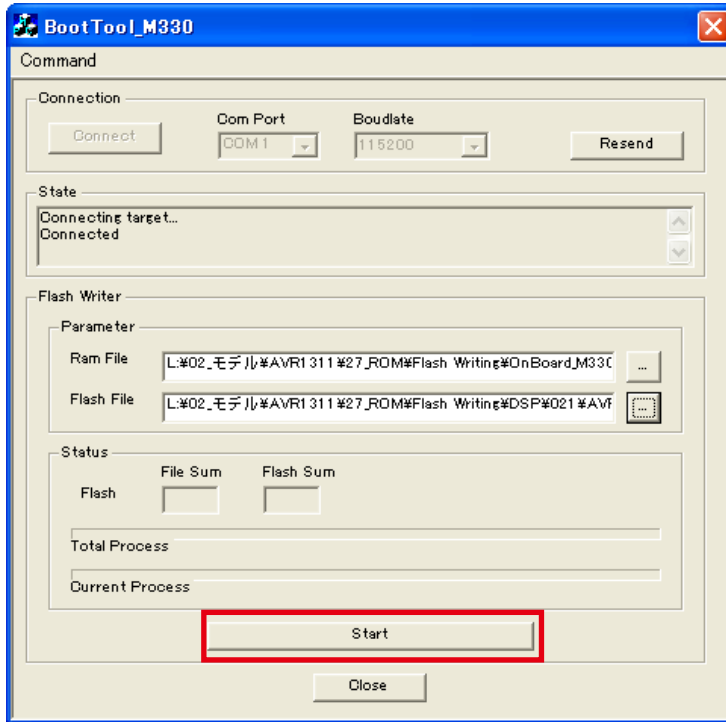 BootTool_M330
Command
Connection
Connect
Com Port
COM1
Boudlate
115200
Resend
State
Connecting target...
Connected
Flash Writer
Parameter
Ram File
L:¥02_モデル¥AVR1311¥27_ROM¥Flash Writing¥OnBoard_M330
...
Flash File
L:¥02_モデル¥AVR1311¥27_ROM¥Flash Writing¥DSP¥021¥AVR
...
Status
File Sum
Flash Sum
Flash
Total Process
Current Process
Start
Close